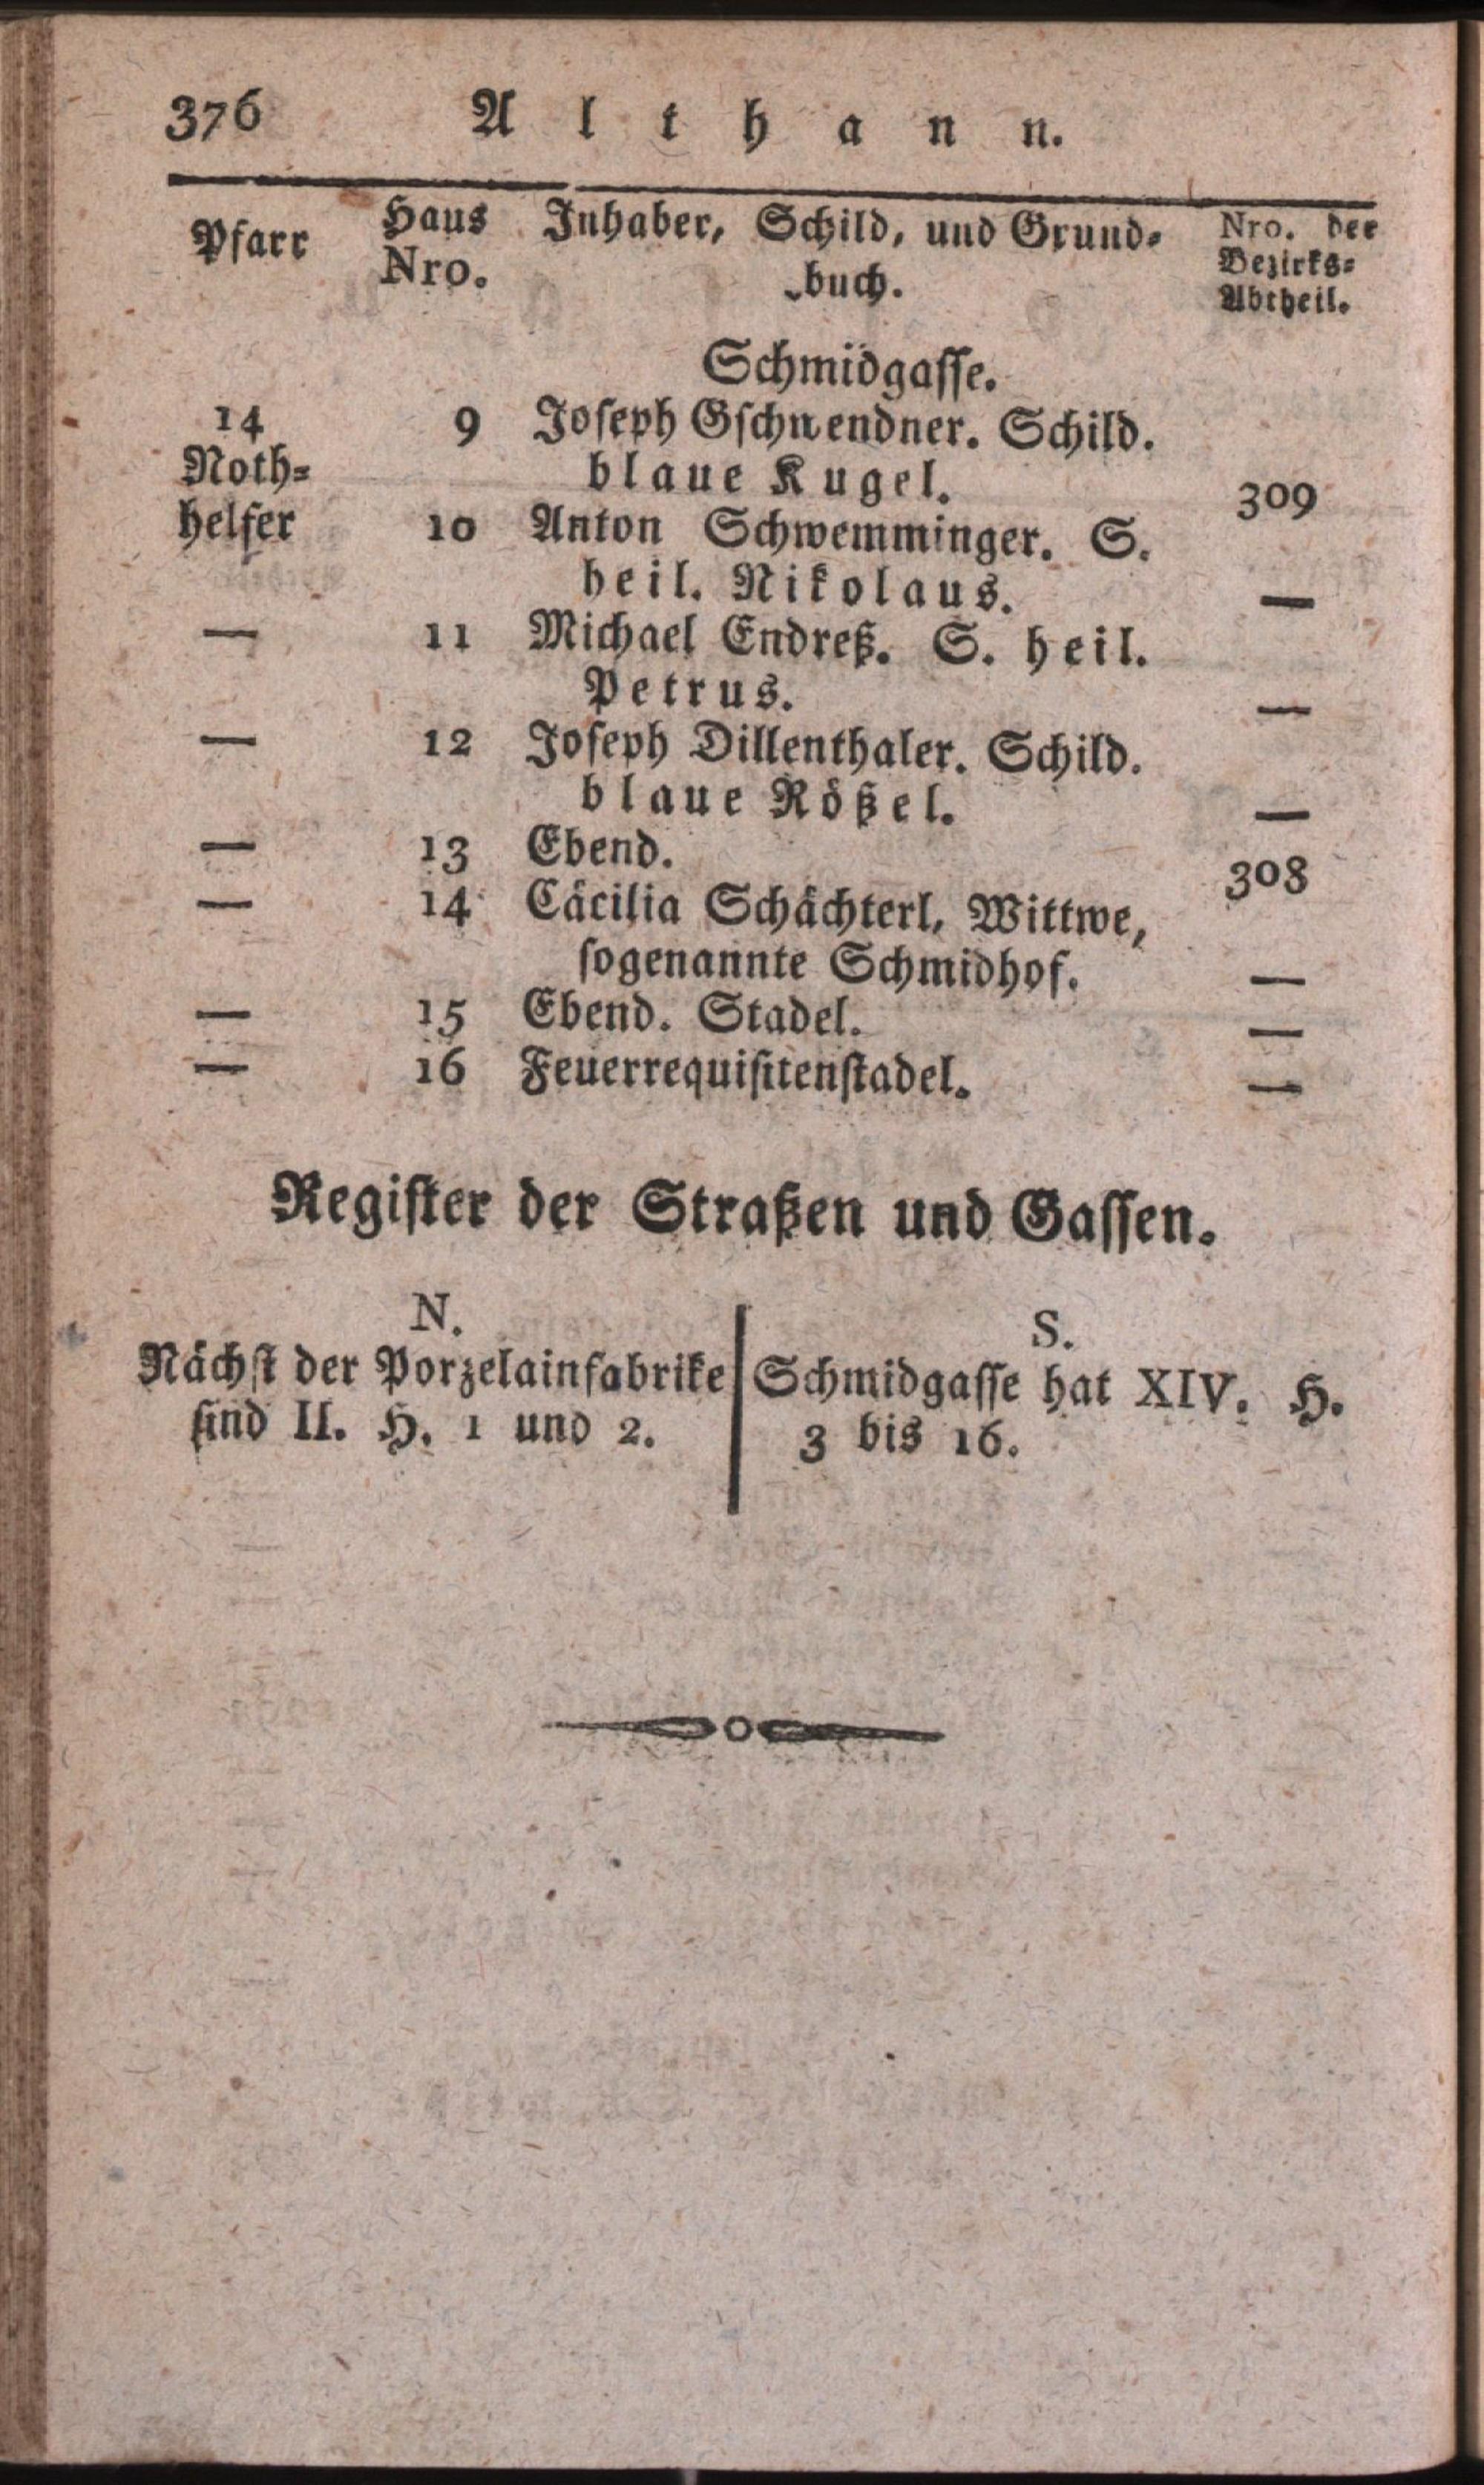 376 Althann.
Pfarr Haus Inhaber, Schild, und Grund- Nro. der
Nro. buch. Bezirks-
Abtheil.
Schmidgasse.
14 9 Joseph Gschwendner. Schild.
Noth- blaue Kugel. 309
helfer 10 Anton Schwemminger. S.
heil. Nikolaus. —
— 11 Michael Endreß. S. heil.
Petrus. —
— 12 Joseph Dillenthaler. Schild.
blaue Rößel. —
— 13 Ebend. 308
— 14 Cäcilia Schächterl, Wittwe,
sogenannte Schmidhof. —
— 15 Ebend. Stadel. —
— 16 Feuerrequisitenstadel. —
Register der Straßen und Gassen.
N.
Nächst der Porzelainfabrike
sind II. H. 1 und 2.
S.
Schmidgasse hat XIV. H.
3 bis 16.